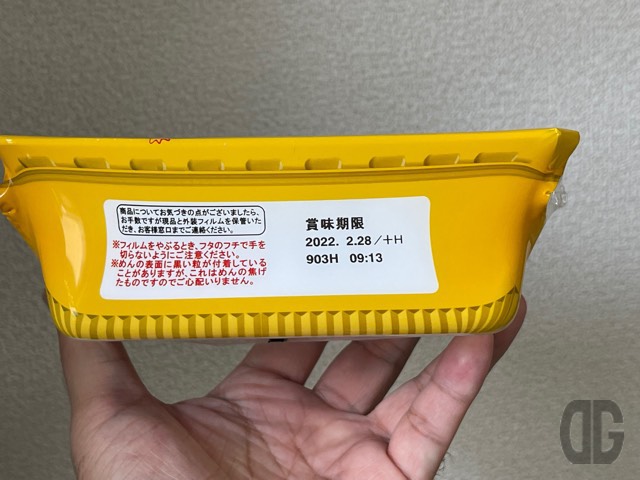 商品についてお気づきの点がございましたら、
お手数ですが現品と外装フィルムを保管いた
だき、お客様窓口までご連絡ください。
※フィルムをやぶるとき、フタのフチで手を
切らないようにご注意ください。
※めんの表面に黒い粒が付着している
ことがありますが、これはめんの焦げ
たものですのでご心配いりません。
賞味期限
2022. 2.28/+H
903H 09:13
DG